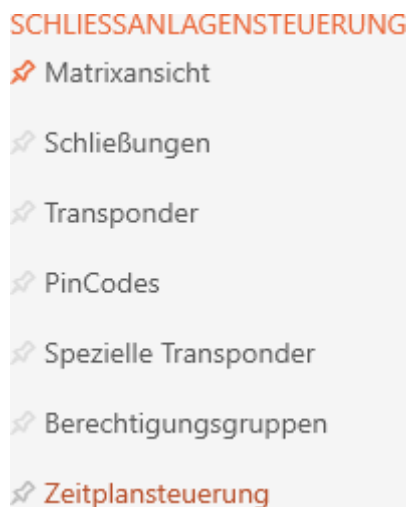 SCHLIESSANLAGENSTEUERUNG
Matrixansicht
Schließungen
Transponder
PinCodes
Spezielle Transponder
Berechtigungsgruppen
Zeitplansteuerung